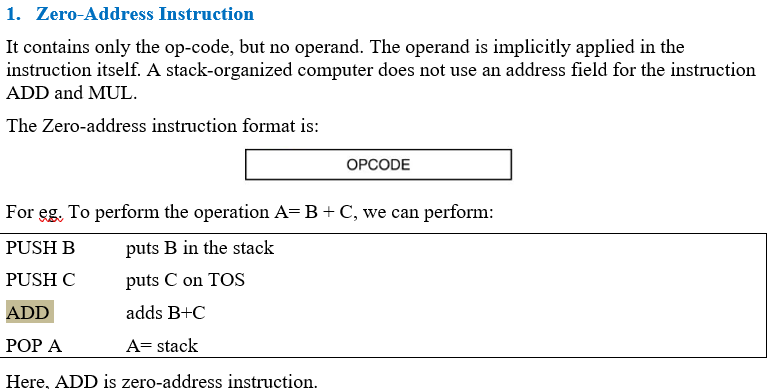 1. Zero-Address Instruction
It contains only the op-code, but no operand. The operand is implicitly applied in the
instruction itself. A stack-organized computer does not use an address field for the instruction
ADD and MUL.
The Zero-address instruction format is:
OPCODE
For eg. To perform the operation A= B + C, we can perform:
PUSH B puts B in the stack
PUSH C puts C on TOS
ADD adds B+C
POP A A= stack
Here, ADD is zero-address instruction.